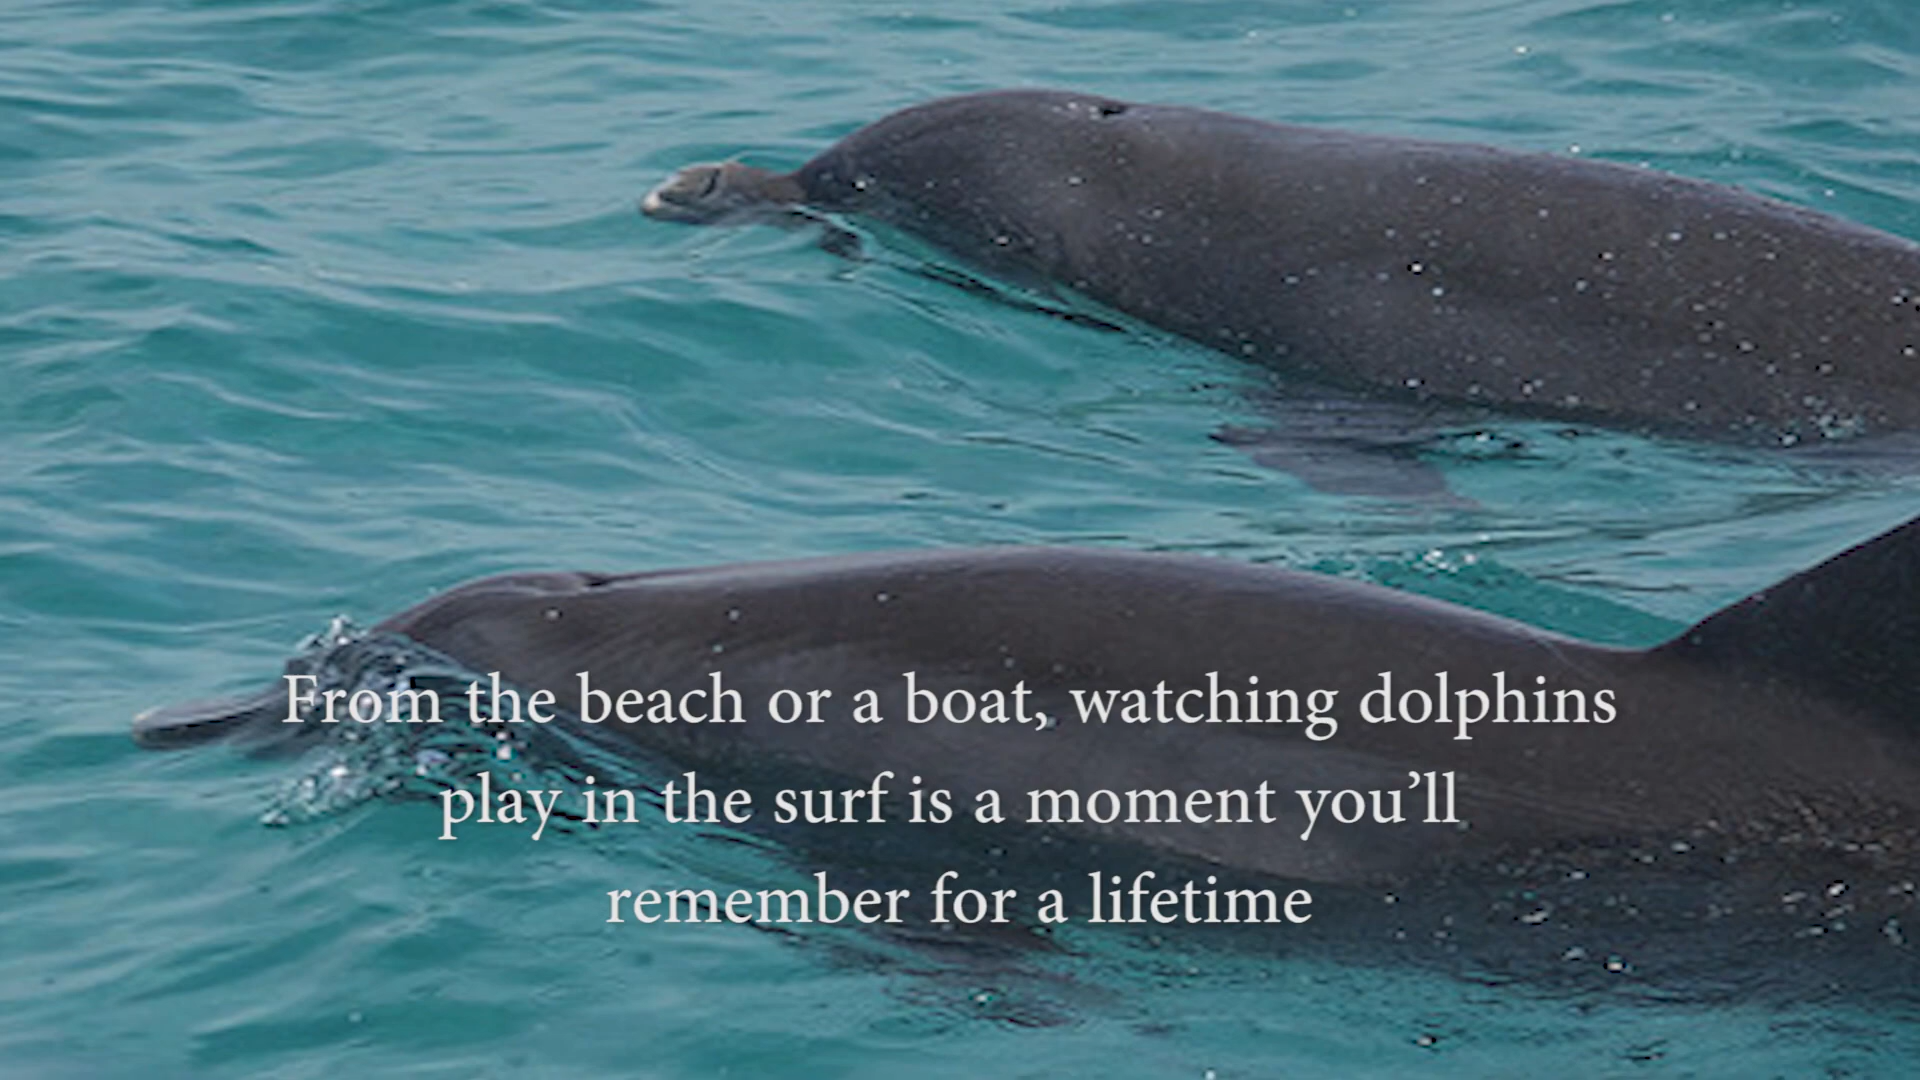 From the beach or a boat, watching dolphins
play in the surf is a moment you’ll
remember for a lifetime